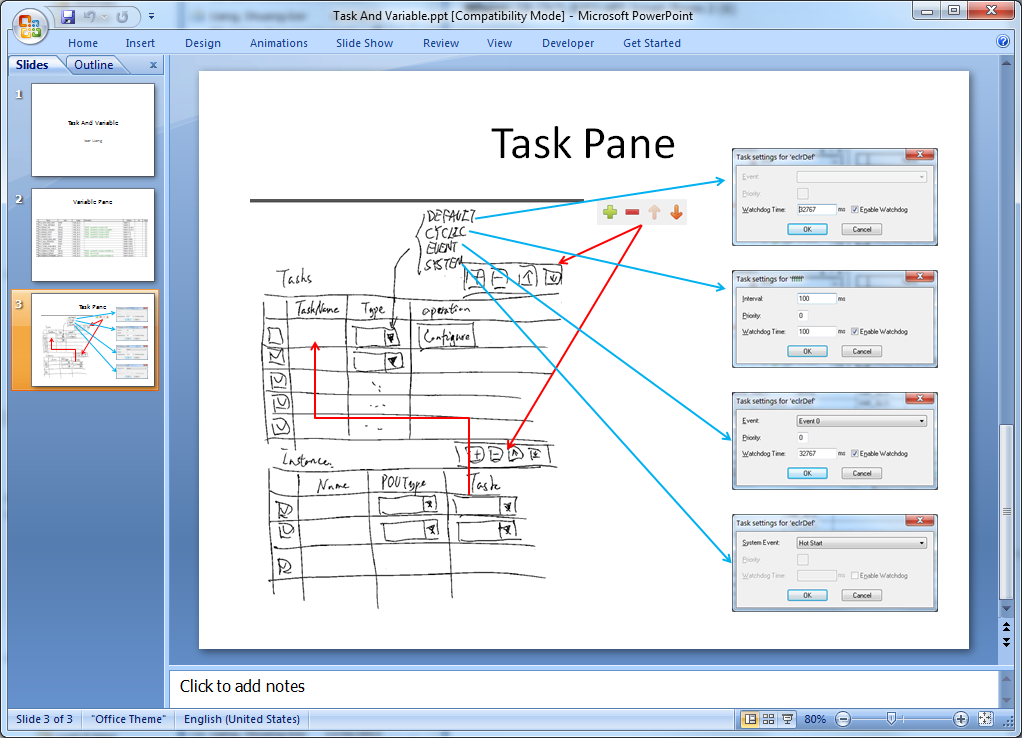 Task And Variable.ppt [Compatibility Mode] - Microsoft PowerPoint
Home Insert Design Animations Slide Show Review View Developer Get Started
Slides Outline x
1
Task And Variable
2
Variable Pane
3
Task Pane
Task Pane
DEFAULT
CYCLIC
EVENT
SYSTEM
Tasks
TaskName Type operation
Configure
Instance
Name POUType Task
Task settings for 'eclrDef'
Event:
Priority:
Watchdog Time: 32767 ms Enable Watchdog
OK Cancel
Task settings for 'ffffff'
Interval: 100 ms
Priority: 0
Watchdog Time: 100 ms Enable Watchdog
OK Cancel
Task settings for 'eclrDef'
Event: Event 0
Priority: 0
Watchdog Time: 32767 ms Enable Watchdog
OK Cancel
Task settings for 'eclrDef'
System Event: Hot Start
Priority:
Watchdog Time: ms Enable Watchdog
OK Cancel
Click to add notes
Slide 3 of 3 "Office Theme" English (United States) 80%